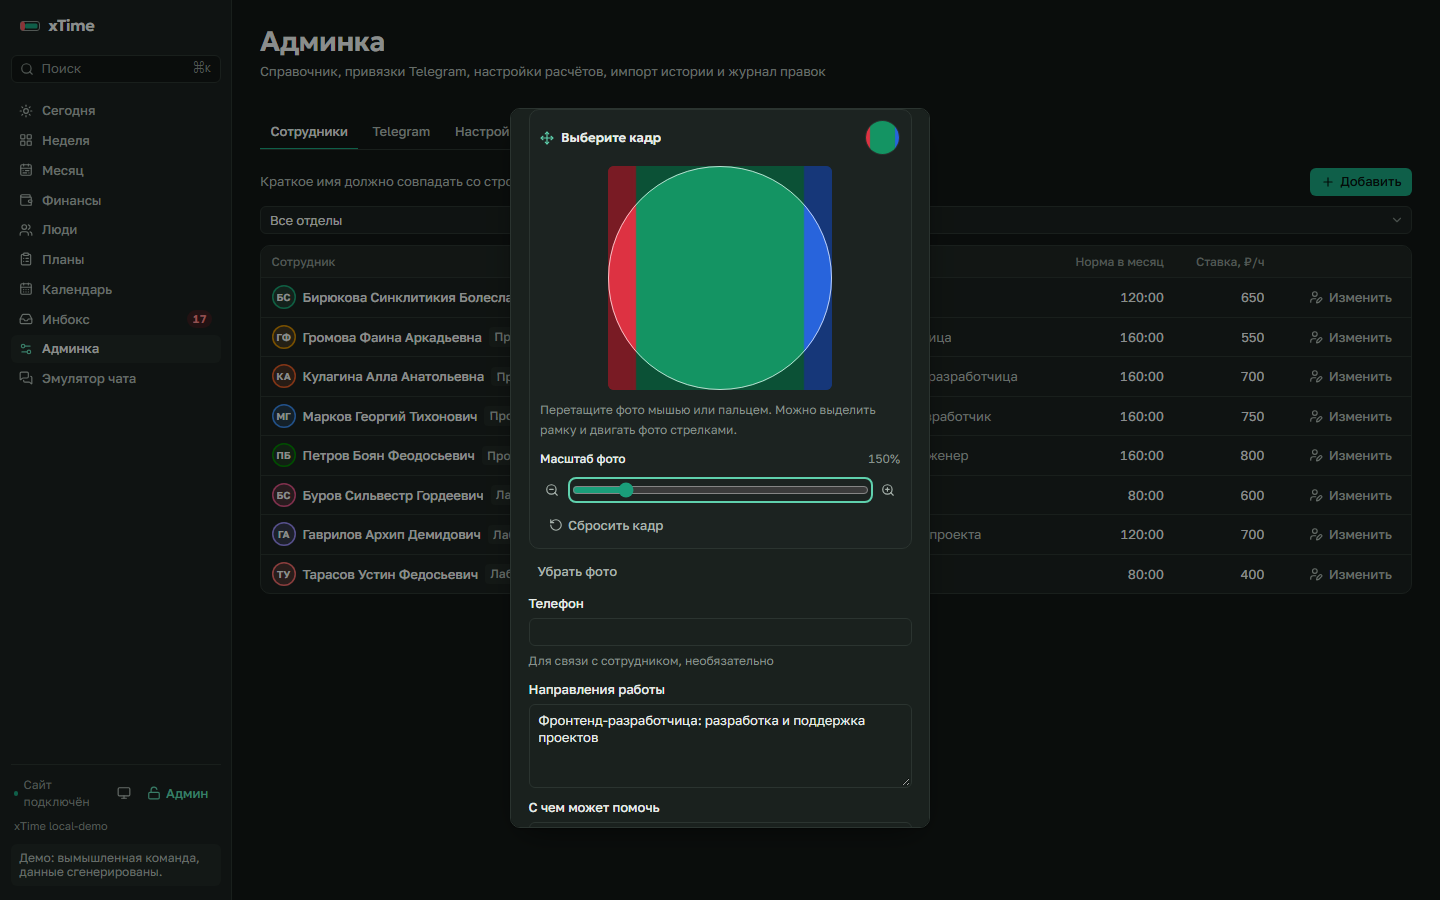 xTime
Поиск
⌘K
Сегодня
Неделя
Месяц
Финансы
Люди
Планы
Календарь
Инбокс 17
Админка
Эмулятор чата
Сайт подключён
Админ
xTime local-demo
Демо: вымышленная команда,
данные сгенерированы.
Админка
Справочник, привязки Telegram, настройки расчётов, импорт истории и журнал правок
Сотрудники Telegram Настрой
Краткое имя должно совпадать со стро
Добавить
Все отделы
Сотрудник Норма в месяц Ставка, ₽/ч
БС Бирюкова Синклитикия Болесла 120:00 650 Изменить
ГФ Громова Фаина Аркадьевна Пр ица 160:00 550 Изменить
КА Кулагина Алла Анатольевна Пр разработчица 160:00 700 Изменить
МГ Марков Георгий Тихонович Про работчик 160:00 750 Изменить
ПБ Петров Боян Феодосьевич Про женер 160:00 800 Изменить
БС Буров Сильвестр Гордеевич Ла 80:00 600 Изменить
ГА Гаврилов Архип Демидович Ла проекта 120:00 700 Изменить
ТУ Тарасов Устин Федосьевич Лаб 80:00 400 Изменить
Выберите кадр
Перетащите фото мышью или пальцем. Можно выделить
рамку и двигать фото стрелками.
Масштаб фото 150%
Сбросить кадр
Убрать фото
Телефон
Для связи с сотрудником, необязательно
Направления работы
Фронтенд-разработчица: разработка и поддержка
проектов
С чем может помочь